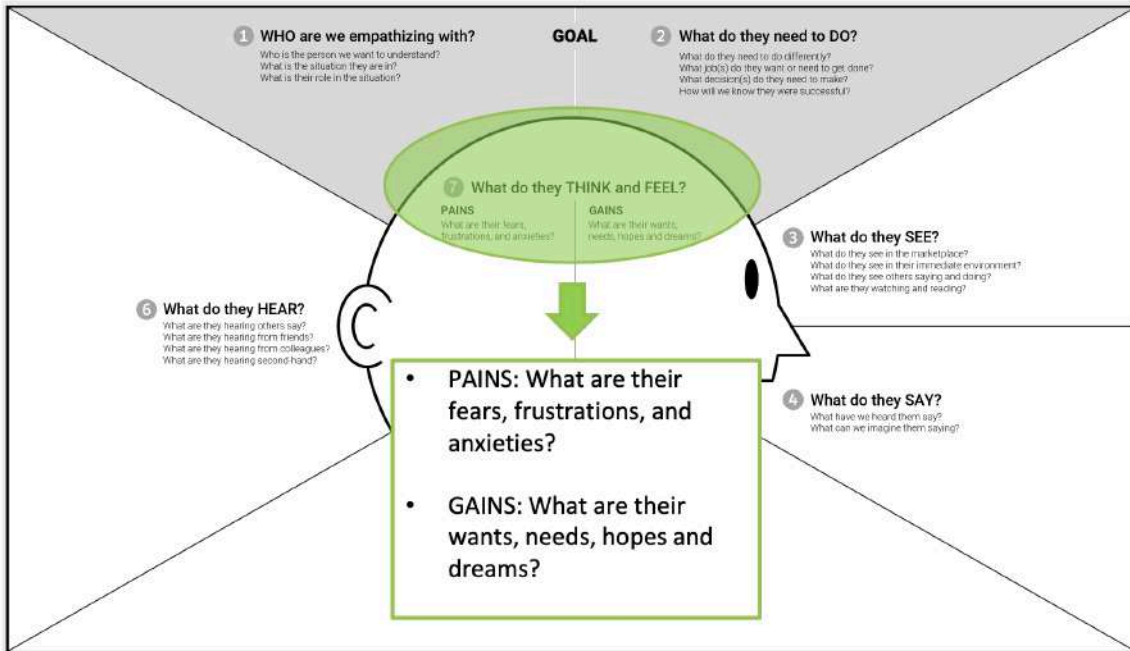 1 WHO are we empathizing with?
Who is the person we want to understand?
What is the situation they are in?
What is their role in the situation?
GOAL
2 What do they need to DO?
What do they need to do differently?
What job(s) do they want or need to get done?
What decision(s) do they need to make?
How will we know they were successful?
7 What do they THINK and FEEL?
PAINS
What are their fears,
frustrations, and anxieties?
GAINS
What are their wants,
needs, hopes and dreams?
3 What do they SEE?
What do they see in the marketplace?
What do they see in their immediate environment?
What do they see others saying and doing?
What are they watching and reading?
6 What do they HEAR?
What are they hearing others say?
What are they hearing from friends?
What are they hearing from colleagues?
What are they hearing second-hand?
• PAINS: What are their
fears, frustrations, and
anxieties?
• GAINS: What are their
wants, needs, hopes and
dreams?
4 What do they SAY?
What have we heard them say?
What can we imagine them saying?